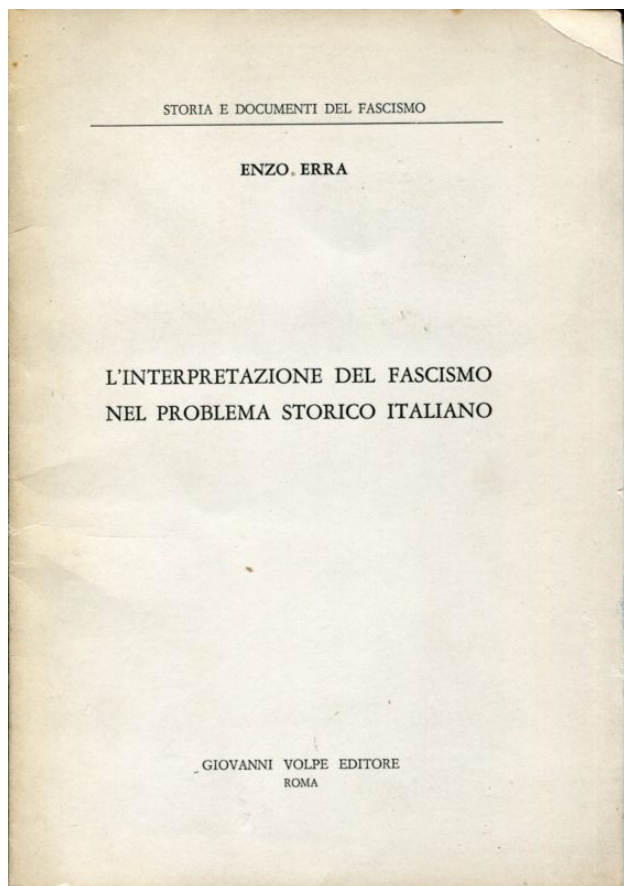 STORIA E DOCUMENTI DEL FASCISMO
ENZO ERRA
L'INTERPRETAZIONE DEL FASCISMO
NEL PROBLEMA STORICO ITALIANO
GIOVANNI VOLPE EDITORE
ROMA